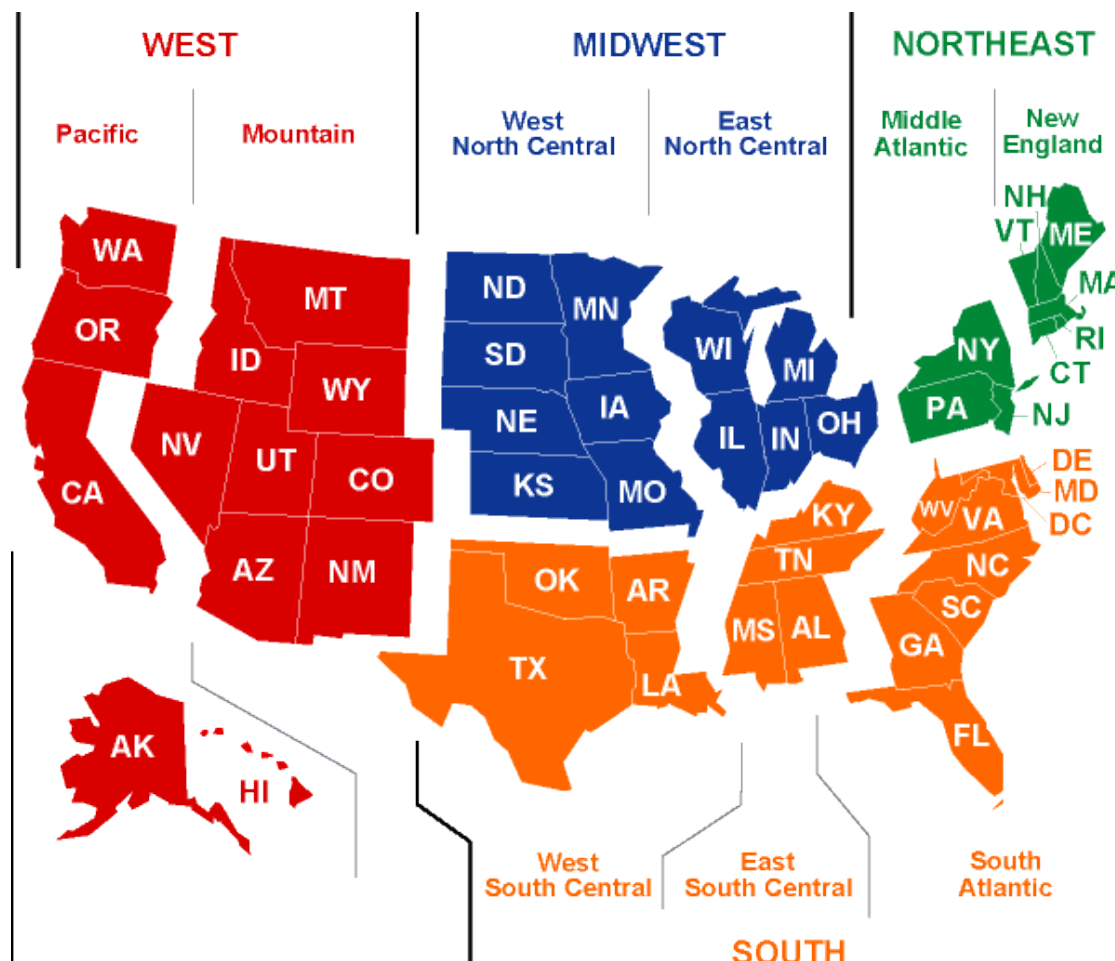 WEST
MIDWEST
NORTHEAST
Pacific
Mountain
West
North Central
East
North Central
Middle
Atlantic
New
England
WA
OR
CA
MT
ID
WY
NV
UT
CO
AZ
NM
AK
HI
ND
MN
SD
NE
IA
KS
MO
WI
MI
IL
IN
OH
NH
VT
ME
MA
RI
CT
NY
PA
NJ
DE
MD
DC
WV
VA
KY
TN
NC
SC
OK
AR
MS
AL
GA
TX
LA
FL
West
South Central
East
South Central
South
Atlantic
SOUTH